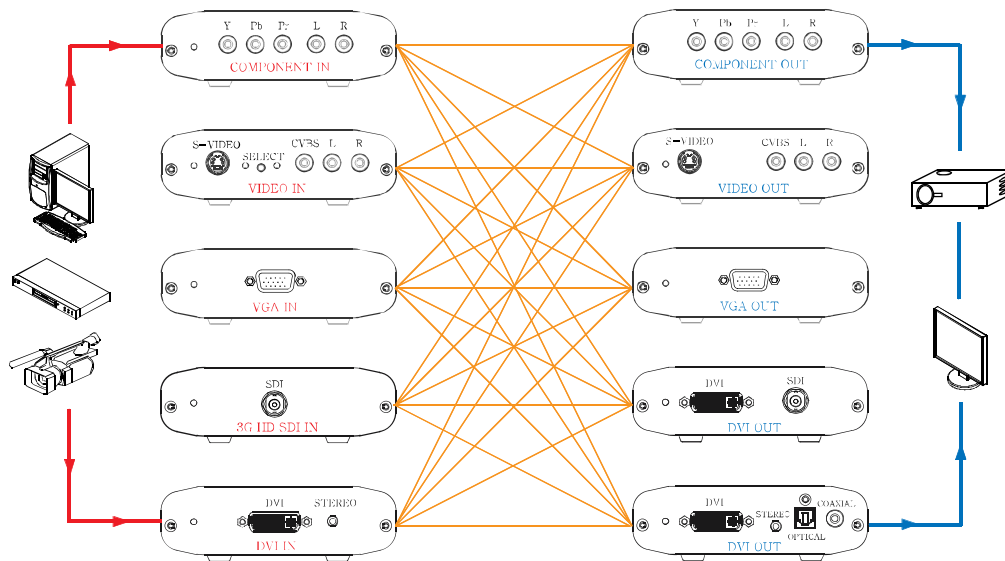 Y Pb Pr L R
COMPONENT IN
Y Pb Pr L R
COMPONENT OUT
S-VIDEO SELECT CVBS L R
VIDEO IN
S-VIDEO CVBS L R
VIDEO OUT
VGA IN
VGA OUT
SDI
3G HD SDI IN
DVI SDI
DVI OUT
DVI STEREO
DVI IN
DVI STEREO COAXIAL
OPTICAL
DVI OUT